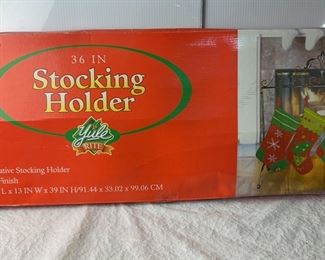 36 IN
Stocking
Holder
Yule
RITE
ative Stocking Holder
Finish
L x 13 IN W x 39 IN H/91.44 x 33.02 x 99.06 CM